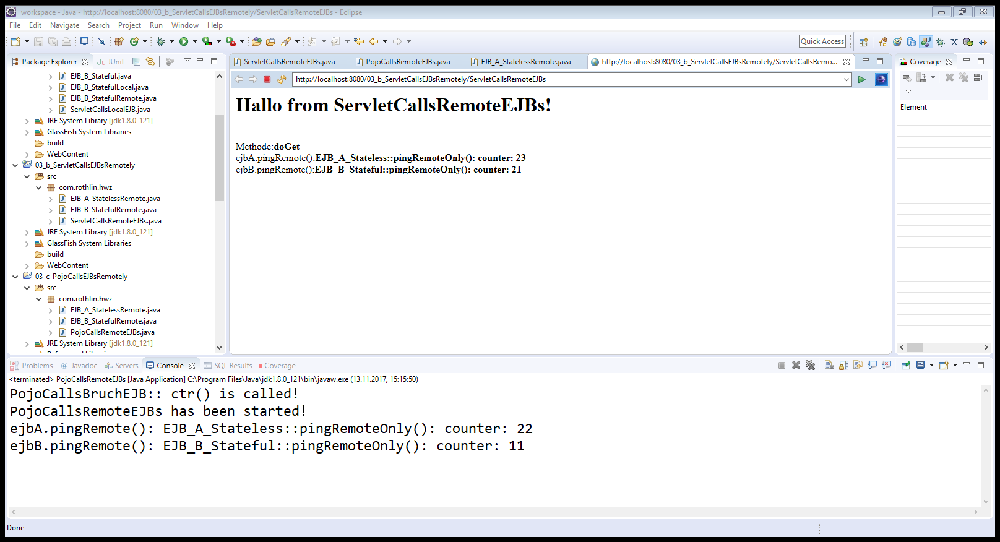 workspace - Java - http://localhost:8080/03_b_ServletCallsEJBsRemotely/ServletCallsRemoteEJBs - Eclipse
File Edit Navigate Search Project Run Window Help
Quick Access
Package Explorer JUnit
EJB_B_Stateful.java
EJB_B_StatefulLocal.java
EJB_B_StatefulRemote.java
ServletCallsLocalEJB.java
JRE System Library [jdk1.8.0_121]
GlassFish System Libraries
build
WebContent
03_b_ServletCallsEJBsRemotely
src
com.rothlin.hwz
EJB_A_StatelessRemote.java
EJB_B_StatefulRemote.java
ServletCallsRemoteEJBs.java
JRE System Library [jdk1.8.0_121]
GlassFish System Libraries
build
WebContent
03_c_PojoCallsEJBsRemotely
src
com.rothlin.hwz
EJB_A_StatelessRemote.java
EJB_B_StatefulRemote.java
PojoCallsRemoteEJBs.java
JRE System Library [jdk1.8.0_121]
ServletCallsRemoteEJBs.java PojoCallsRemoteEJBs.java EJB_A_StatelessRemote.java http://localhost:8080/03_b_ServletCallsEJBsRemotely/ServletCallsRemo...
http://localhost:8080/03_b_ServletCallsEJBsRemotely/ServletCallsRemoteEJBs
Hallo from ServletCallsRemoteEJBs!
Methode:doGet
ejbA.pingRemote():EJB_A_Stateless::pingRemoteOnly(): counter: 23
ejbB.pingRemote():EJB_B_Stateful::pingRemoteOnly(): counter: 21
Coverage
Element
Problems @ Javadoc Servers Console SQL Results Coverage
<terminated> PojoCallsRemoteEJBs [Java Application] C:\Program Files\Java\jdk1.8.0_121\bin\javaw.exe (13.11.2017, 15:15:50)
PojoCallsBruchEJB:: ctr() is called!
PojoCallsRemoteEJBs has been started!
ejbA.pingRemote(): EJB_A_Stateless::pingRemoteOnly(): counter: 22
ejbB.pingRemote(): EJB_B_Stateful::pingRemoteOnly(): counter: 11
Done